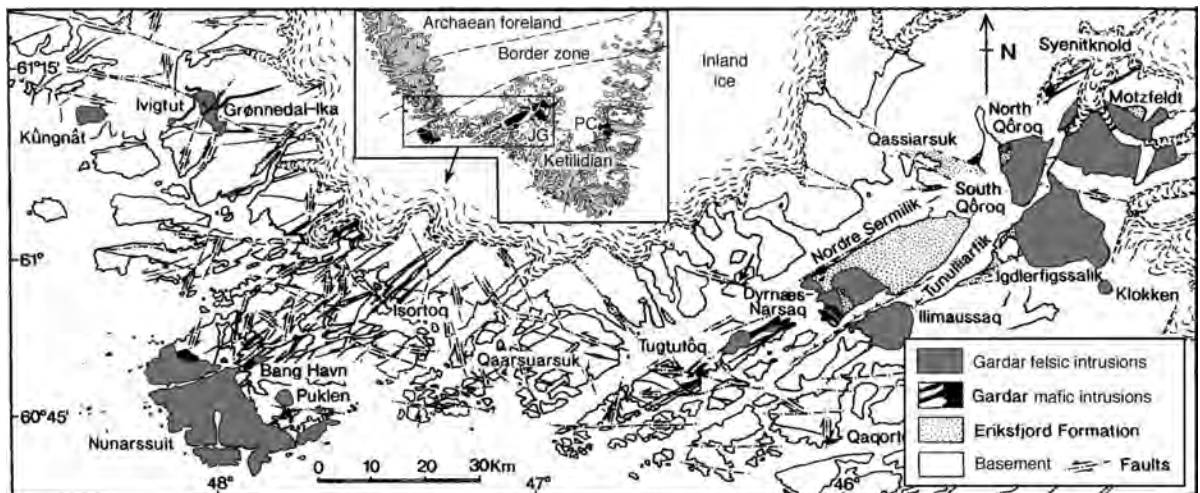 Archaean foreland
Border zone
JG
PC
Ketilidian
Inland
ice
N
Syenitknold
Motzfeldt
North
Qôroq
Qassiarsuk
South
Qôroq
61°15'
Ivigtut
Grønnedal-Ika
Kûngnât
61°
Nordre Sermilik
Tunulliarfik
Igdlerfigssalik
Klokken
Isortoq
Dyrnæs-
Narsaq
Ilimaussaq
Qaarsuarsuk
Tugtutôq
Bang Havn
Puklen
60°45'
Nunarssuit
0 10 20 30Km
48°
47°
46°
Gardar felsic intrusions
Gardar mafic intrusions
Eriksfjord Formation
Basement
Faults